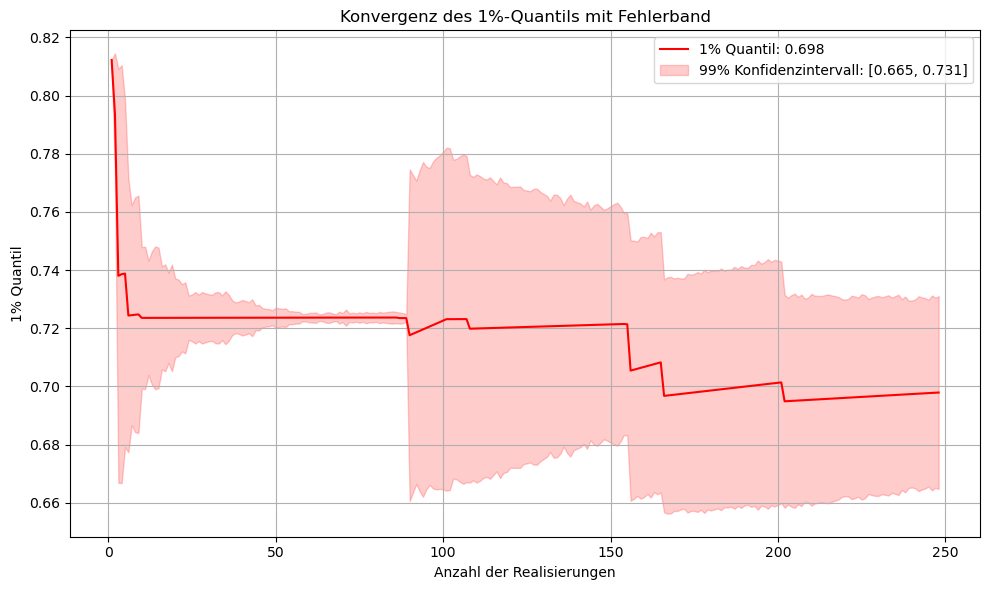 Konvergenz des 1%-Quantils mit Fehlerband
0.82
0.80
0.78
0.76
0.74
0.72
0.70
0.68
0.66
1% Quantil
1% Quantil: 0.698
99% Konfidenzintervall: [0.665, 0.731]
0 50 100 150 200 250
Anzahl der Realisierungen